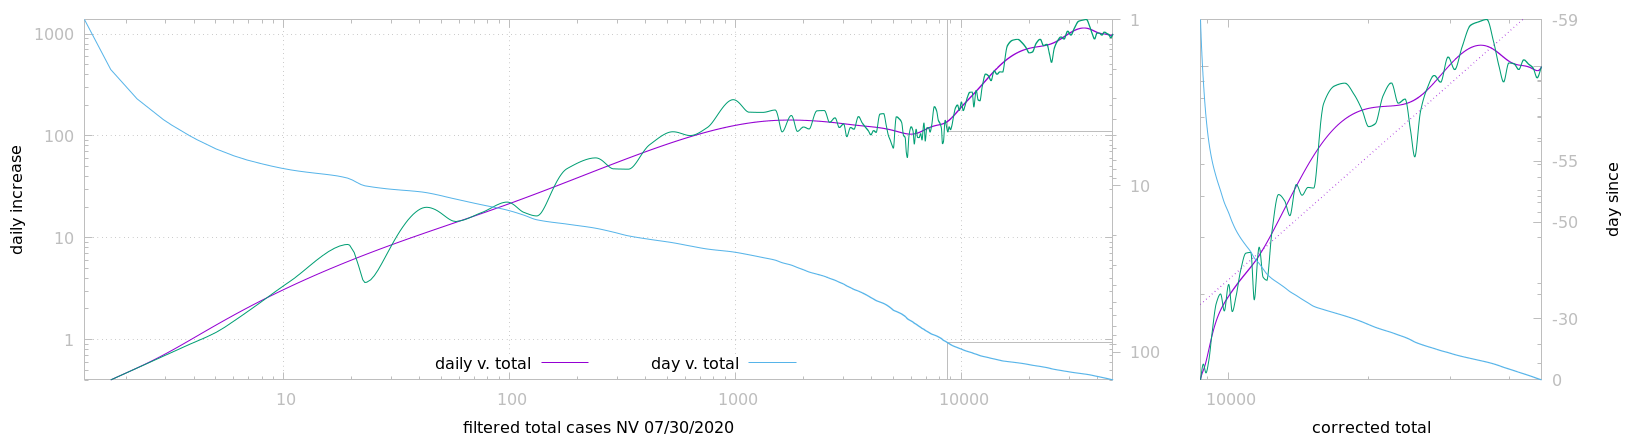 1000
100
10
1
daily increase
10
100
1000
10000
1
10
100
daily v. total
day v. total
filtered total cases NV 07/30/2020
-59
-55
-50
-30
0
day since
10000
corrected total